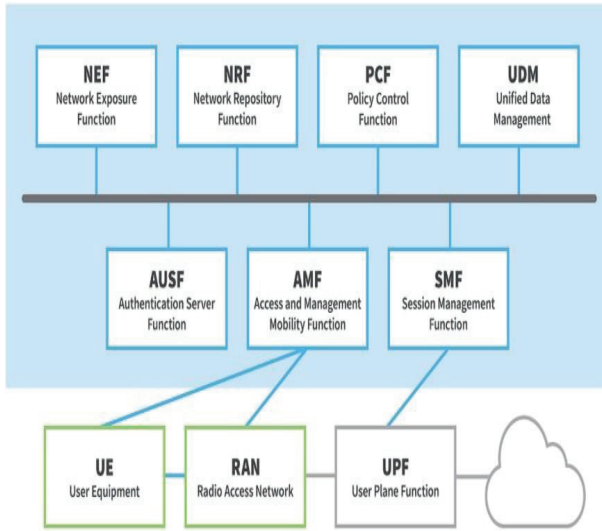 NEF
Network Exposure
Function
NRF
Network Repository
Function
PCF
Policy Control
Function
UDM
Unified Data
Management
AUSF
Authentication Server
Function
AMF
Access and Management
Mobility Function
SMF
Session Management
Function
UE
User Equipment
RAN
Radio Access Network
UPF
User Plane Function